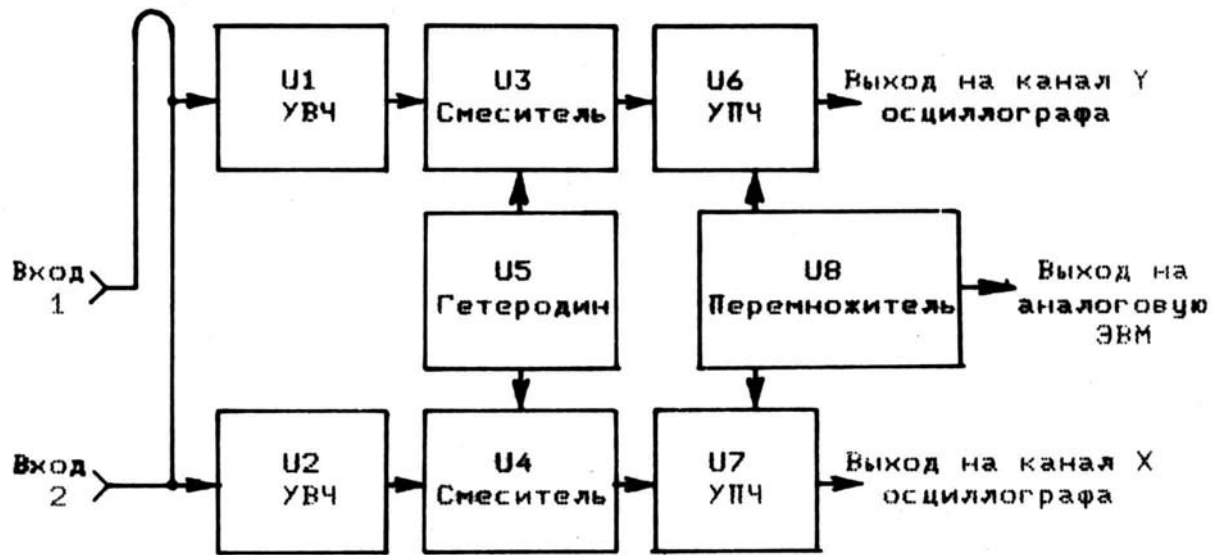 U1
УВЧ
U3
Смеситель
U6
УПЧ
Выход на канал Y
осциллографа
Вход
1
U5
Гетеродин
U8
Перемножитель
Выход на
аналоговую
ЭВМ
Вход
2
U2
УВЧ
U4
Смеситель
U7
УПЧ
Выход на канал X
осциллографа